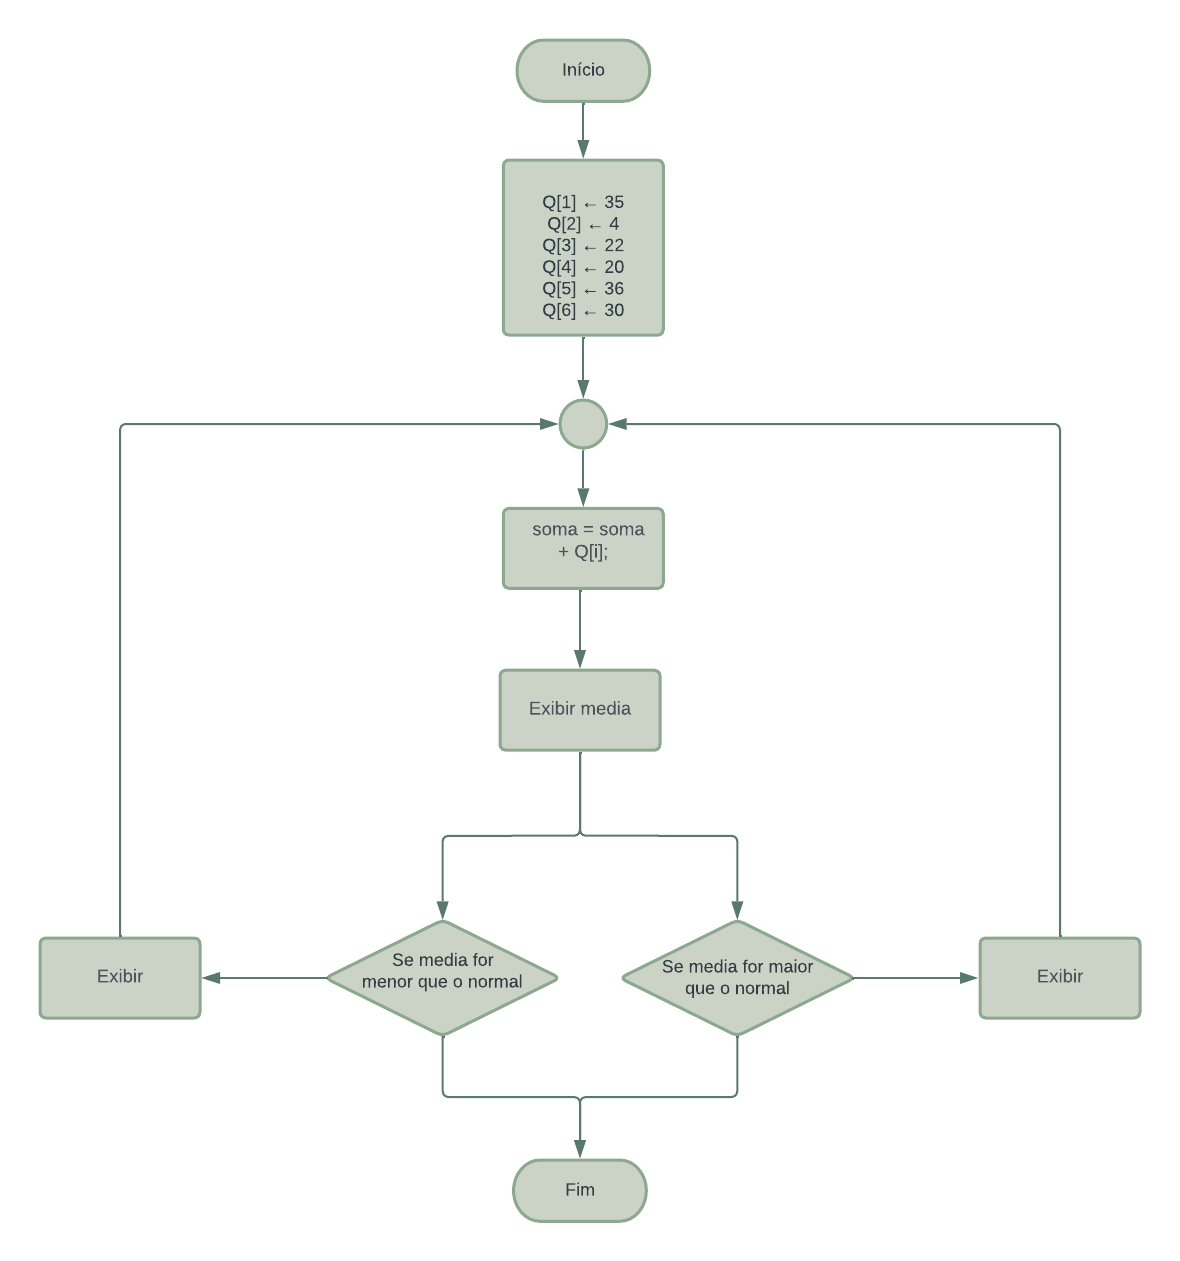 Início
Q[1] ← 35
Q[2] ← 4
Q[3] ← 22
Q[4] ← 20
Q[5] ← 36
Q[6] ← 30
soma = soma
+ Q[i];
Exibir media
Se media for
menor que o normal
Se media for maior
que o normal
Exibir
Exibir
Fim